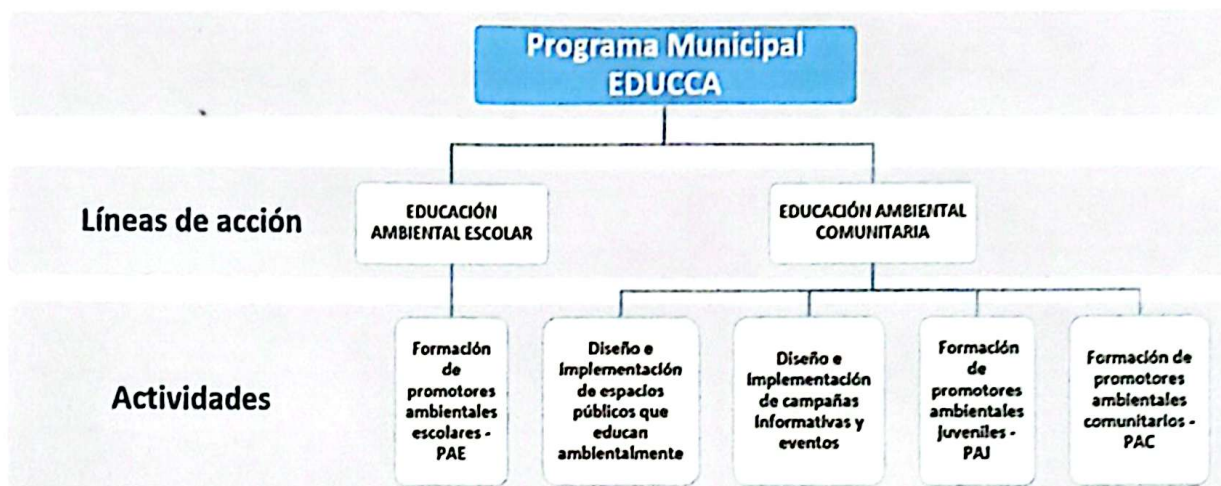 Programa Municipal
EDUCCA
Líneas de acción
EDUCACIÓN
AMBIENTAL ESCOLAR
EDUCACIÓN AMBIENTAL
COMUNITARIA
Actividades
Formación
de
promotores
ambientales
escolares -
PAE
Diseño e
implementación
de espacios
públicos que
educan
ambientalmente
Diseño e
implementación
de campañas
informativas y
eventos
Formación
de
promotores
ambientales
juveniles -
PAJ
Formación de
promotores
ambientales
comunitarios -
PAC